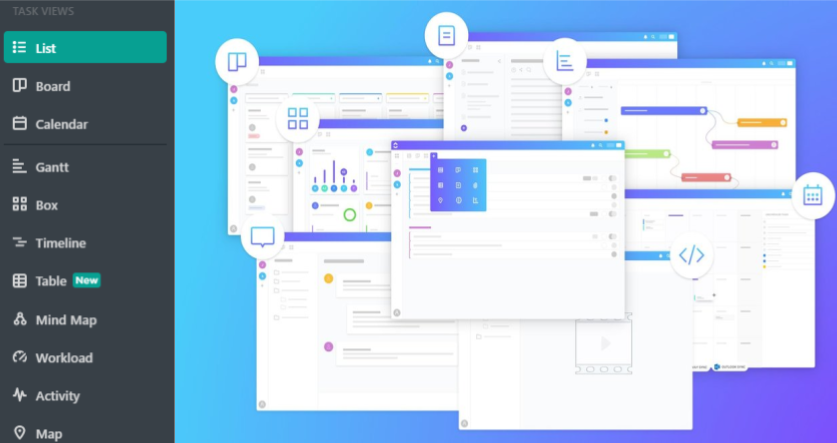 TASK VIEWS
List
Board
Calendar
Gantt
Box
Timeline
Table New
Mind Map
Workload
Activity
Map